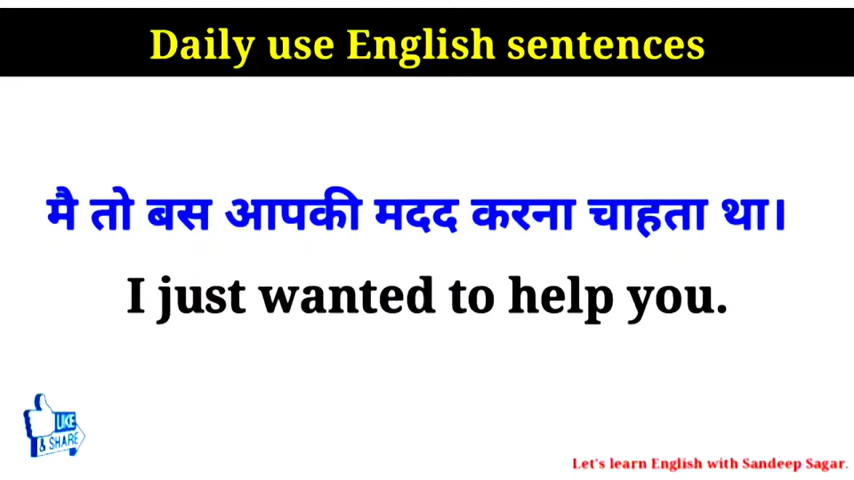 Daily use English sentences
मै तो बस आपकी मदद करना चाहता था।
I just wanted to help you.
LIKE
& SHARE
Let's learn English with Sandeep Sagar.